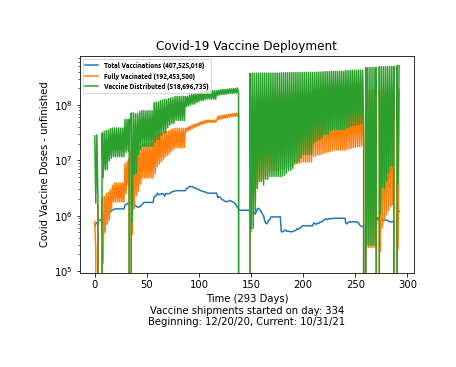 Covid-19 Vaccine Deployment
Total Vaccinations (407,525,018)
Fully Vacinated (192,453,500)
Vaccine Distributed (518,696,735)
Covid Vaccine Doses - unfinished
10⁸
10⁷
10⁶
10⁵
0 50 100 150 200 250 300
Time (293 Days)
Vaccine shipments started on day: 334
Beginning: 12/20/20, Current: 10/31/21